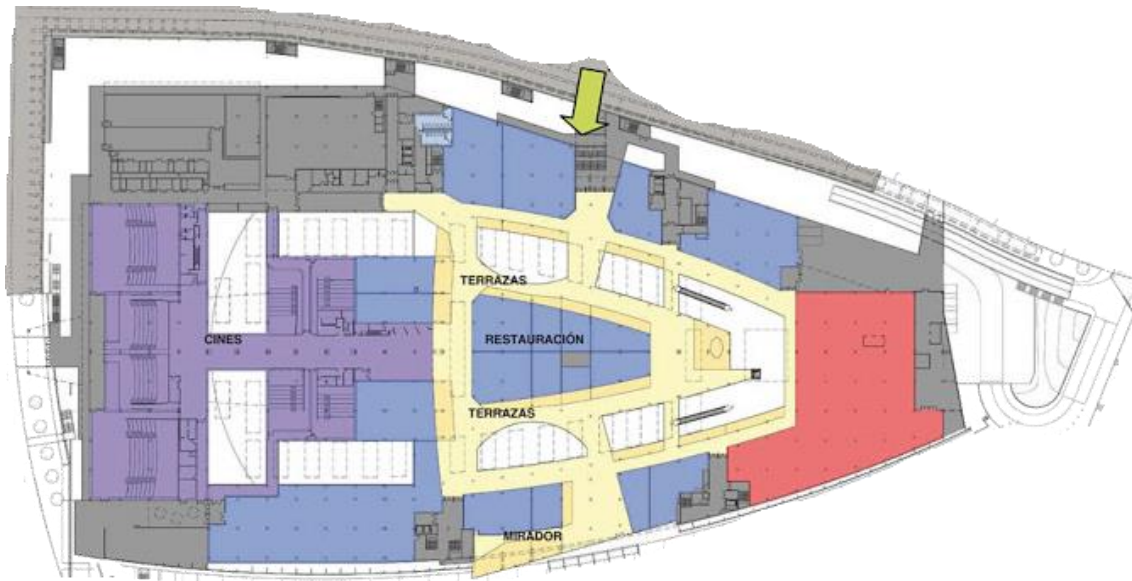 TERRAZAS
CINES
RESTAURACIÓN
TERRAZAS
MIRADOR